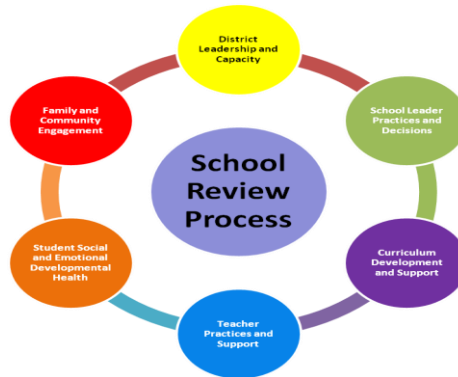 District
Leadership and
Capacity
School Leader
Practices and
Decisions
Curriculum
Development
and Support
Teacher
Practices and
Support
Student Social
and Emotional
Developmental
Health
Family and
Community
Engagement
School
Review
Process